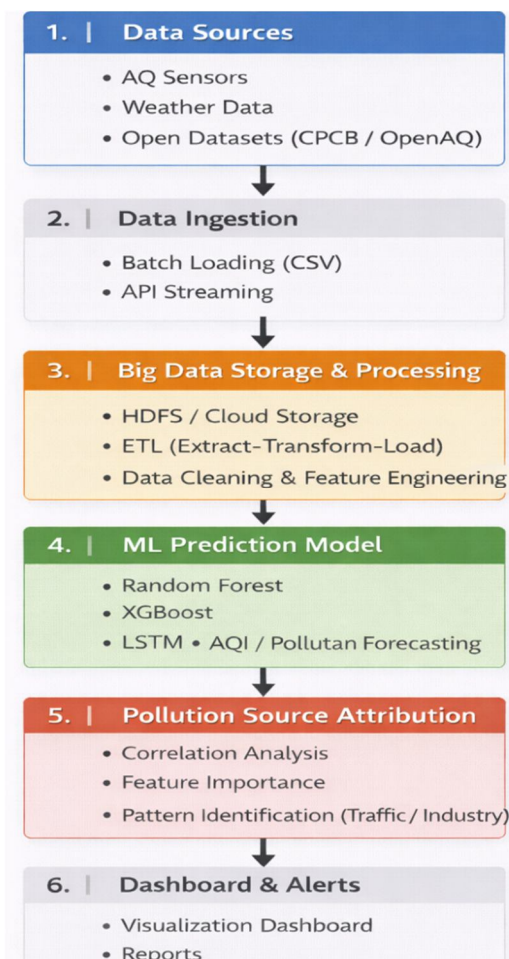 1. | Data Sources
• AQ Sensors
• Weather Data
• Open Datasets (CPCB / OpenAQ)
2. | Data Ingestion
• Batch Loading (CSV)
• API Streaming
3. | Big Data Storage & Processing
• HDFS / Cloud Storage
• ETL (Extract-Transform-Load)
• Data Cleaning & Feature Engineering
4. | ML Prediction Model
• Random Forest
• XGBoost
• LSTM • AQI / Pollutan Forecasting
5. | Pollution Source Attribution
• Correlation Analysis
• Feature Importance
• Pattern Identification (Traffic / Industry)
6. | Dashboard & Alerts
• Visualization Dashboard
• Reports